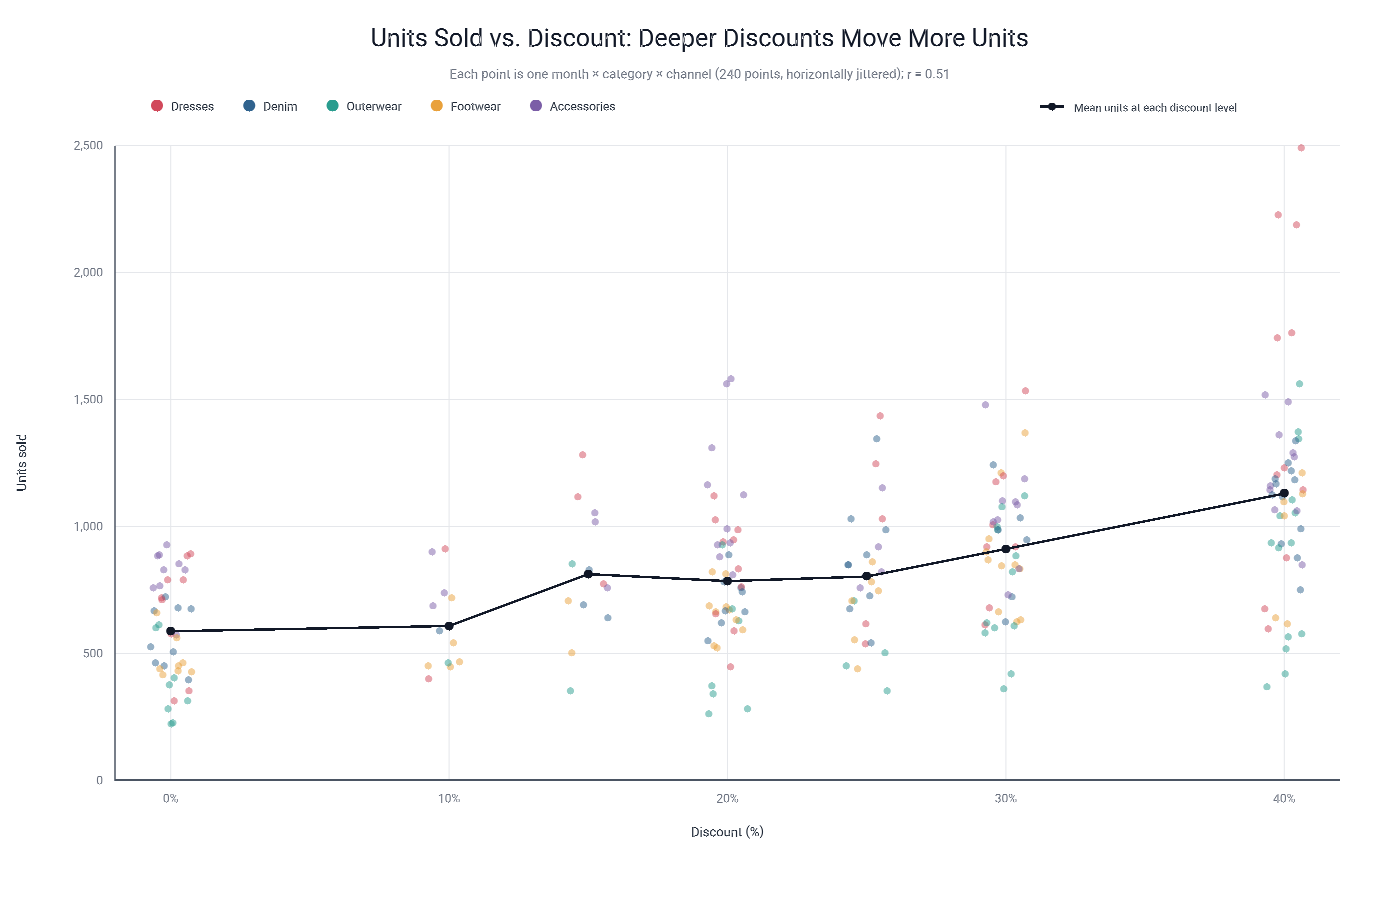 Units Sold vs. Discount: Deeper Discounts Move More Units
Each point is one month × category × channel (240 points, horizontally jittered); r = 0.51
Dresses
Denim
Outerwear
Footwear
Accessories
Mean units at each discount level
2,500
2,000
1,500
1,000
500
0
Units sold
0%
10%
20%
30%
40%
Discount (%)